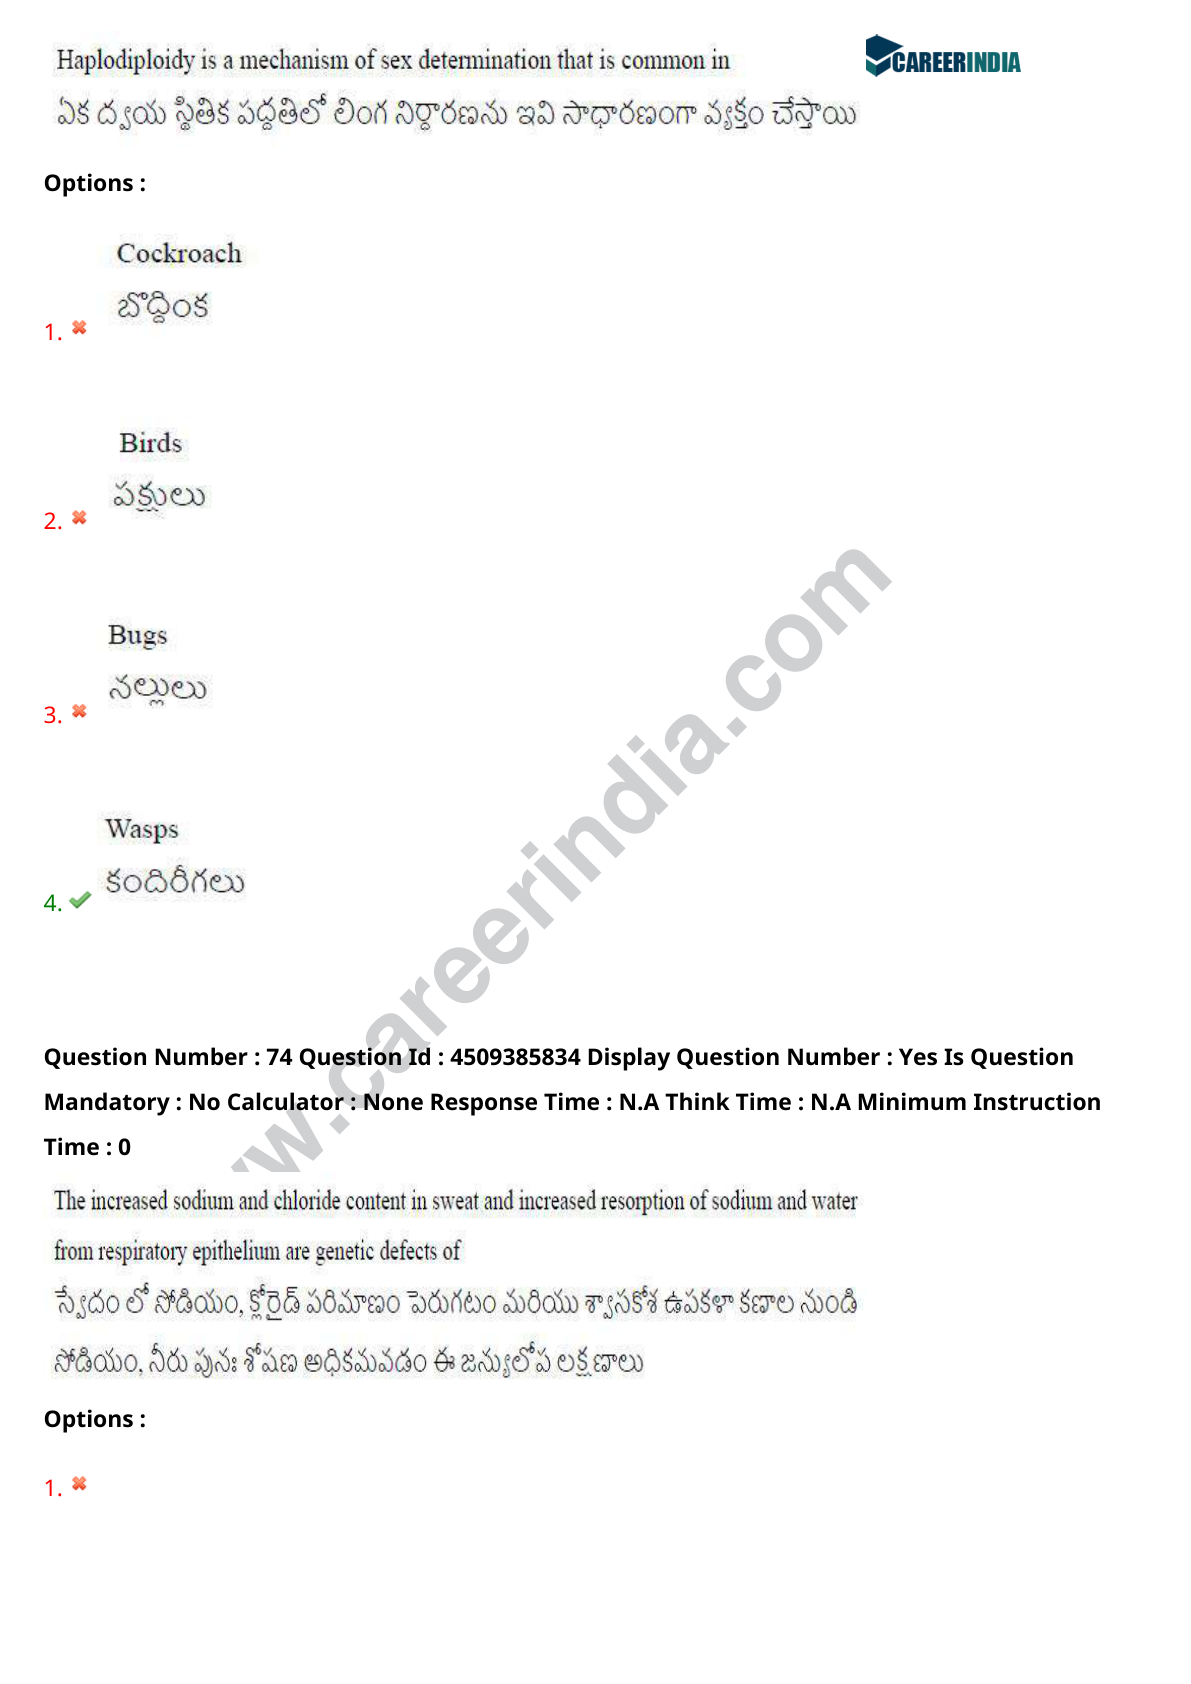 Haplodiploidy is a mechanism of sex determination that is common in
CAREERINDIA
ఏక ద్వయ స్థితిక పద్దతిలో లింగ నిర్ధారణను ఇవి సాధారణంగా వ్యక్తం చేస్తాయి
Options :
Cockroach
బొద్దింక
1.
Birds
పక్షులు
2.
Bugs
నల్లులు
3.
Wasps
కందిరీగలు
4.
w.careerindia.com
Question Number : 74 Question Id : 4509385834 Display Question Number : Yes Is Question
Mandatory : No Calculator : None Response Time : N.A Think Time : N.A Minimum Instruction
Time : 0
The increased sodium and chloride content in sweat and increased resorption of sodium and water
from respiratory epithelium are genetic defects of
స్వేదం లో సోడియం, క్లోరైడ్ పరిమాణం పెరుగటం మరియు శ్వాసకోశ ఉపకళా కణాల నుండి
సోడియం, నీరు పునః శోషణ అధికమవడం ఈ జన్యులోప లక్షణాలు
Options :
1.